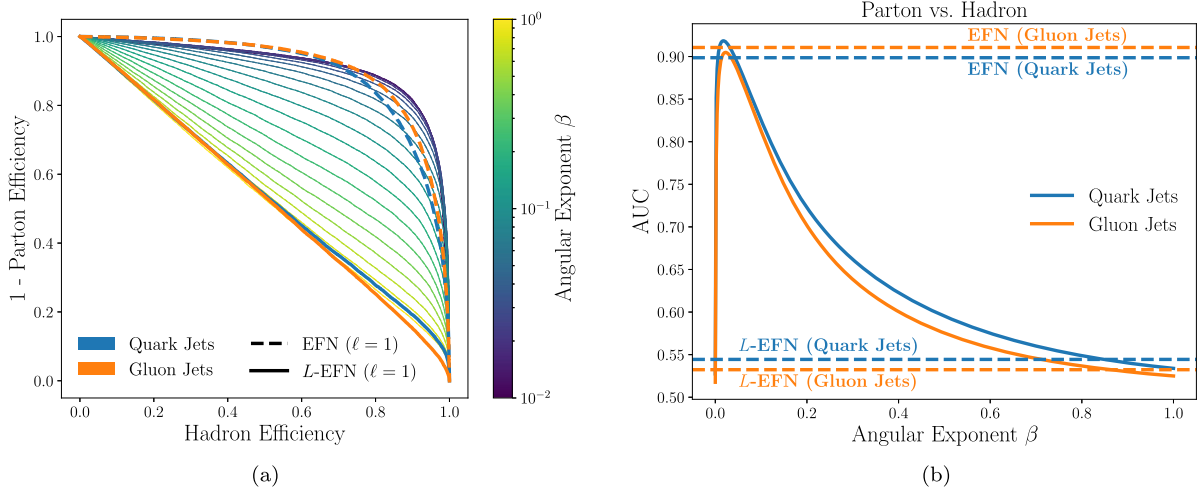 1.0
0.8
0.6
0.4
0.2
0.0
1 - Parton Efficiency
0.0 0.2 0.4 0.6 0.8 1.0
Hadron Efficiency
Quark Jets
Gluon Jets
EFN (ℓ = 1)
L-EFN (ℓ = 1)
10⁰
10⁻¹
10⁻²
Angular Exponent β
(a)
Parton vs. Hadron
0.90
0.85
0.80
0.75
0.70
0.65
0.60
0.55
0.50
AUC
EFN (Gluon Jets)
EFN (Quark Jets)
Quark Jets
Gluon Jets
L-EFN (Quark Jets)
L-EFN (Gluon Jets)
0.0 0.2 0.4 0.6 0.8 1.0
Angular Exponent β
(b)